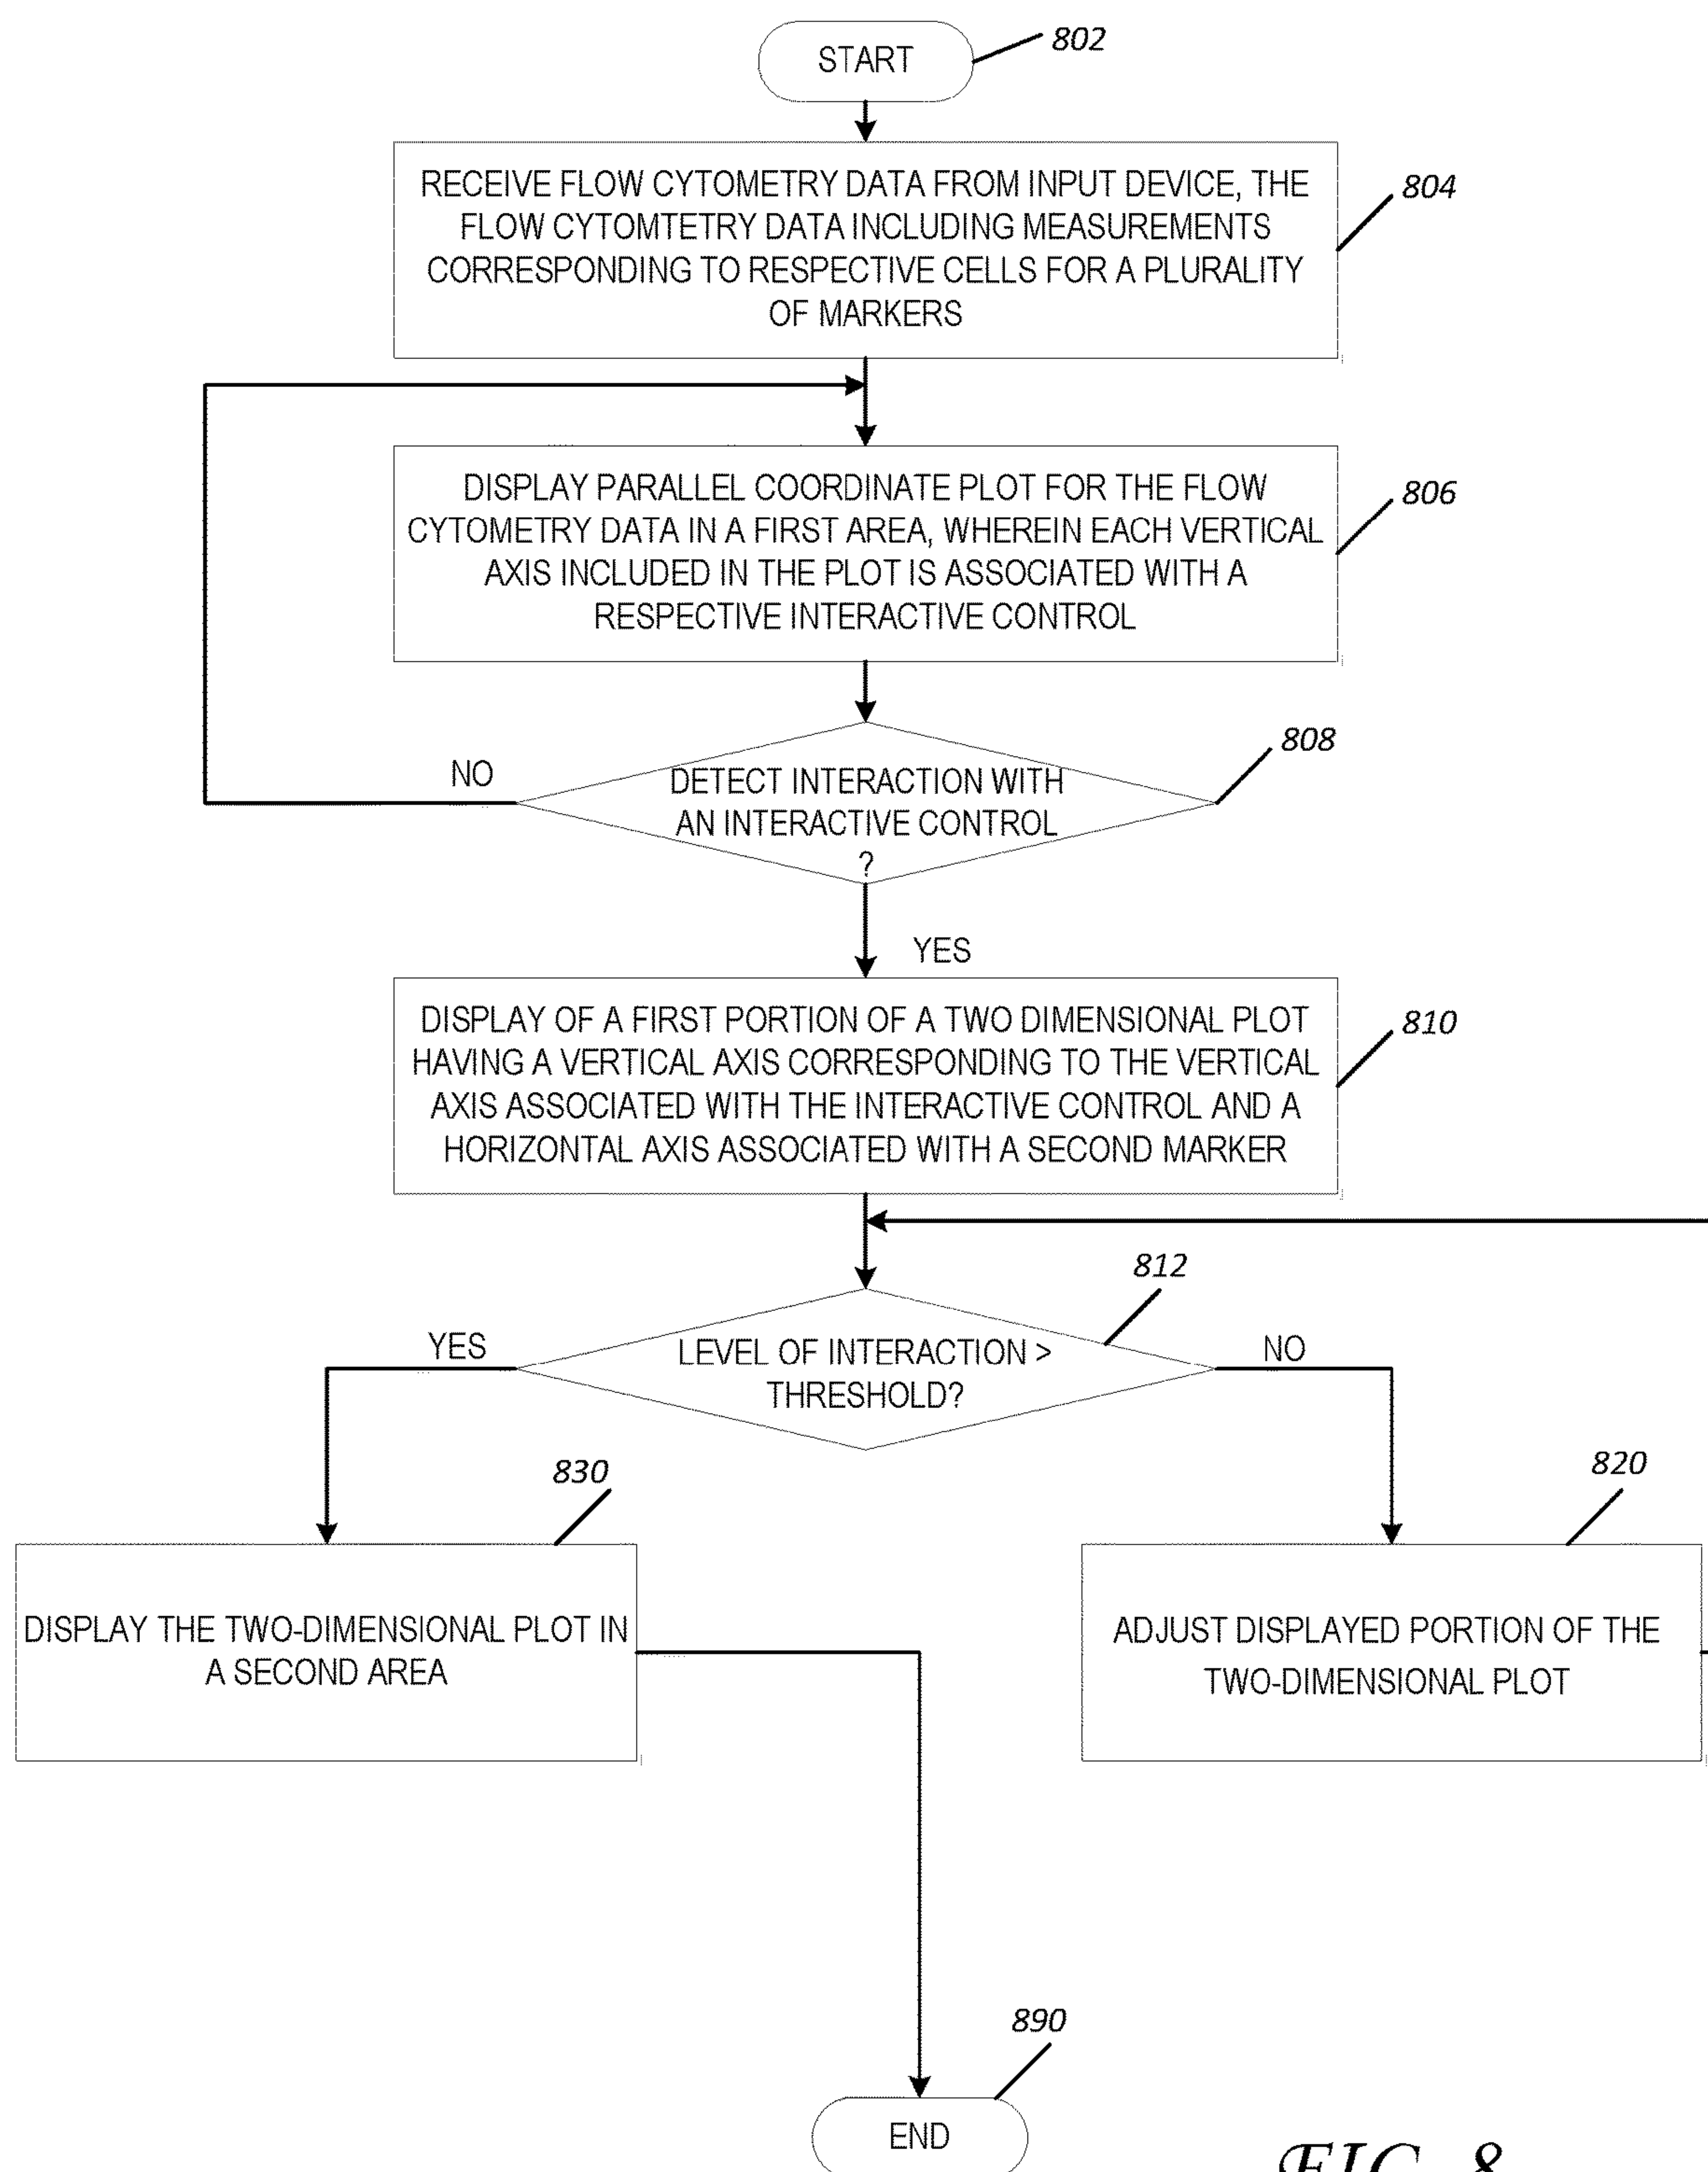 START
802
RECEIVE FLOW CYTOMETRY DATA FROM INPUT DEVICE, THE
FLOW CYTOMTETRY DATA INCLUDING MEASUREMENTS
CORRESPONDING TO RESPECTIVE CELLS FOR A PLURALITY
OF MARKERS
804
DISPLAY PARALLEL COORDINATE PLOT FOR THE FLOW
CYTOMETRY DATA IN A FIRST AREA, WHEREIN EACH VERTICAL
AXIS INCLUDED IN THE PLOT IS ASSOCIATED WITH A
RESPECTIVE INTERACTIVE CONTROL
806
NO
DETECT INTERACTION WITH
AN INTERACTIVE CONTROL
?
808
YES
DISPLAY OF A FIRST PORTION OF A TWO DIMENSIONAL PLOT
HAVING A VERTICAL AXIS CORRESPONDING TO THE VERTICAL
AXIS ASSOCIATED WITH THE INTERACTIVE CONTROL AND A
HORIZONTAL AXIS ASSOCIATED WITH A SECOND MARKER
810
812
YES
LEVEL OF INTERACTION >
THRESHOLD?
NO
830
820
DISPLAY THE TWO-DIMENSIONAL PLOT IN
A SECOND AREA
ADJUST DISPLAYED PORTION OF THE
TWO-DIMENSIONAL PLOT
890
END
FIG. 8